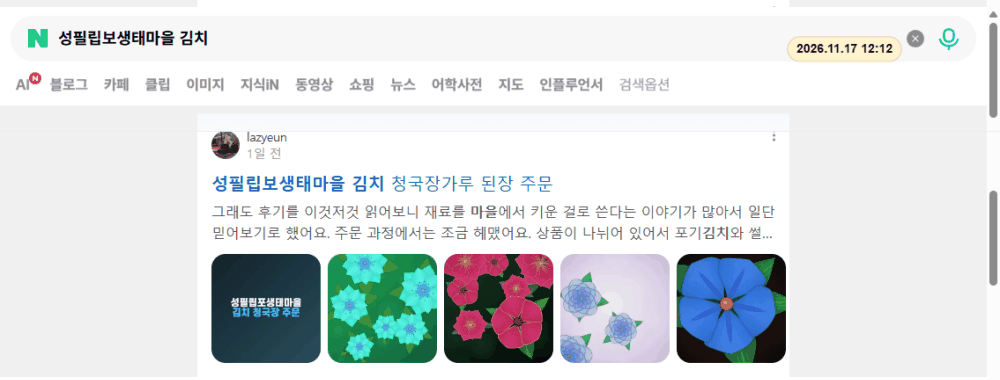 N 성필립보생태마을 김치
2026.11.17 12:12
AI N 블로그 카페 클립 이미지 지식iN 동영상 쇼핑 뉴스 어학사전 지도 인플루언서 검색옵션
lazyeun
1일 전
성필립보생태마을 김치 청국장가루 된장 주문
그래도 후기를 이것저것 읽어보니 재료를 마을에서 키운 걸로 쓴다는 이야기가 많아서 일단
믿어보기로 했어요. 주문 과정에서는 조금 헤맸어요. 상품이 나뉘어 있어서 포기김치와 썰...
성필립포생태마을
김치 청국장 주문